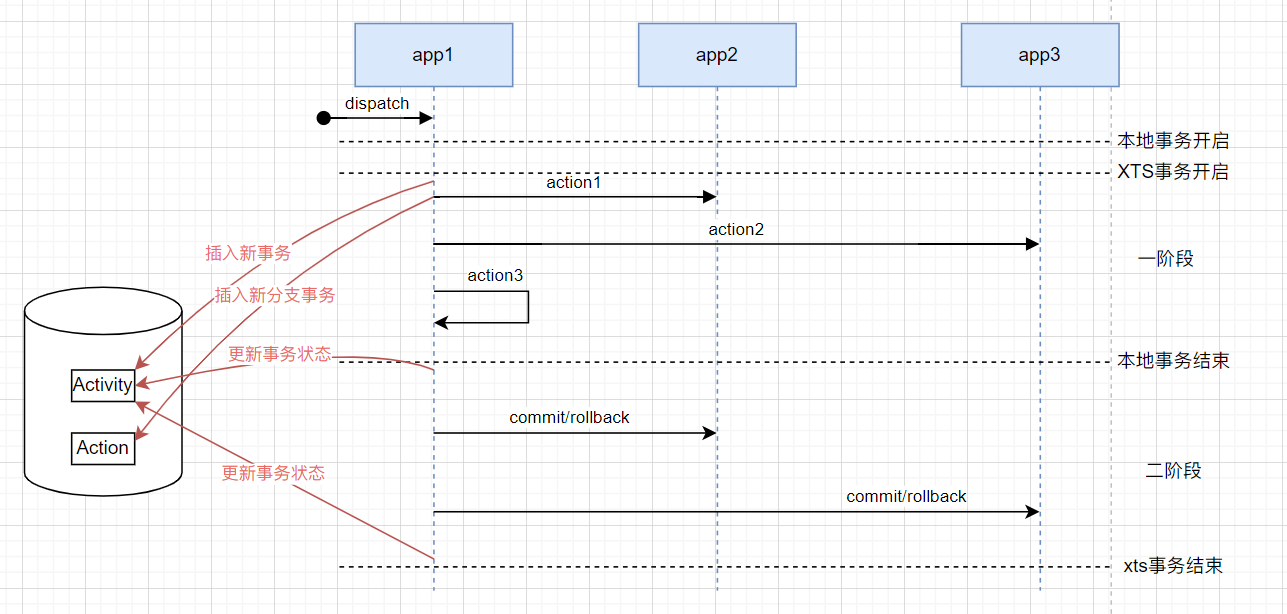 app1
app2
app3
dispatch
本地事务开启
XTS事务开启
action1
action2
插入新事务
一阶段
action3
插入新分支事务
更新事务状态
本地事务结束
Activity
commit/rollback
Action
更新事务状态
二阶段
commit/rollback
xts事务结束